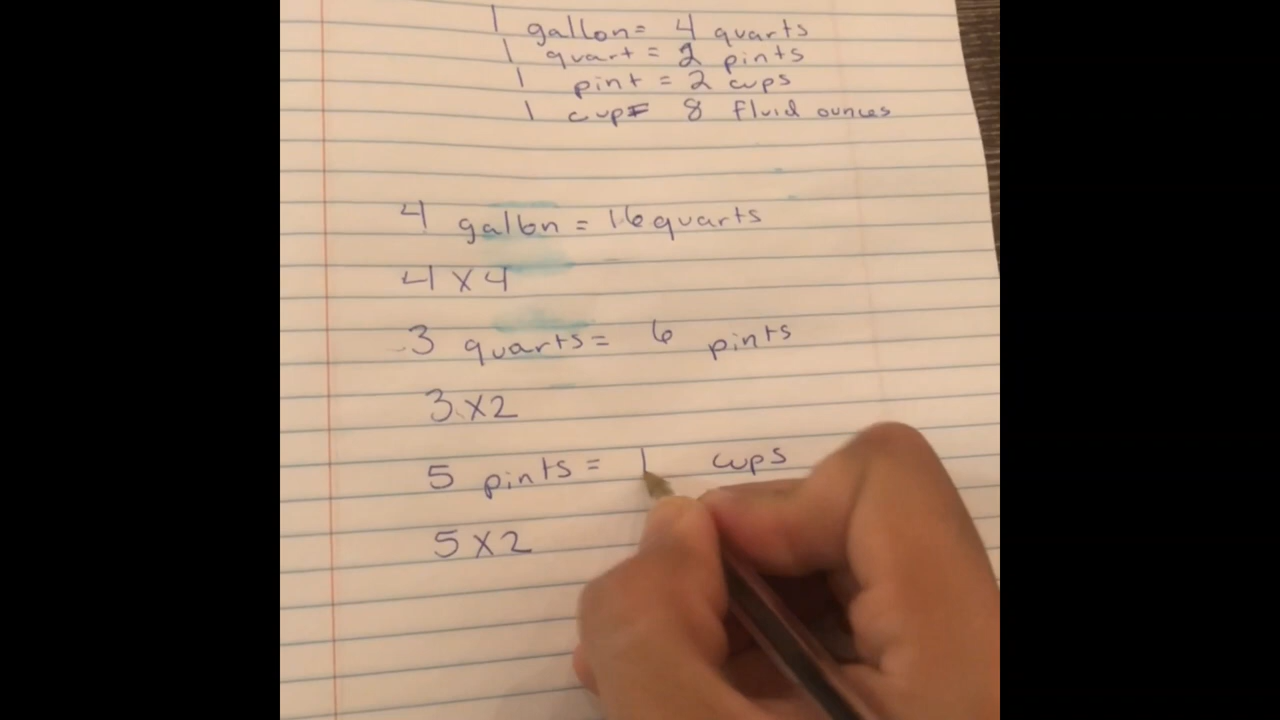 1 gallon= 4 quarts
1 quart = 2 pints
1 pint = 2 cups
1 cup= 8 fluid ounces
4 gallon = 16 quarts
4 x 4
3 quarts = 6 pints
3 x 2
5 pints = 1 cups
5 x 2